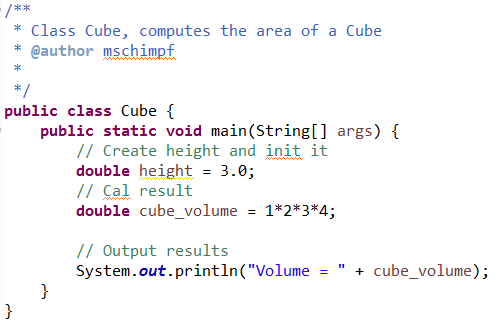 /**
 * Class Cube, computes the area of a Cube
 * @author mschimpf
 *
 */
public class Cube {
    public static void main(String[] args) {
        // Create height and init it
        double height = 3.0;
        // Cal result
        double cube_volume = 1*2*3*4;

        // Output results
        System.out.println("Volume = " + cube_volume);
    }
}